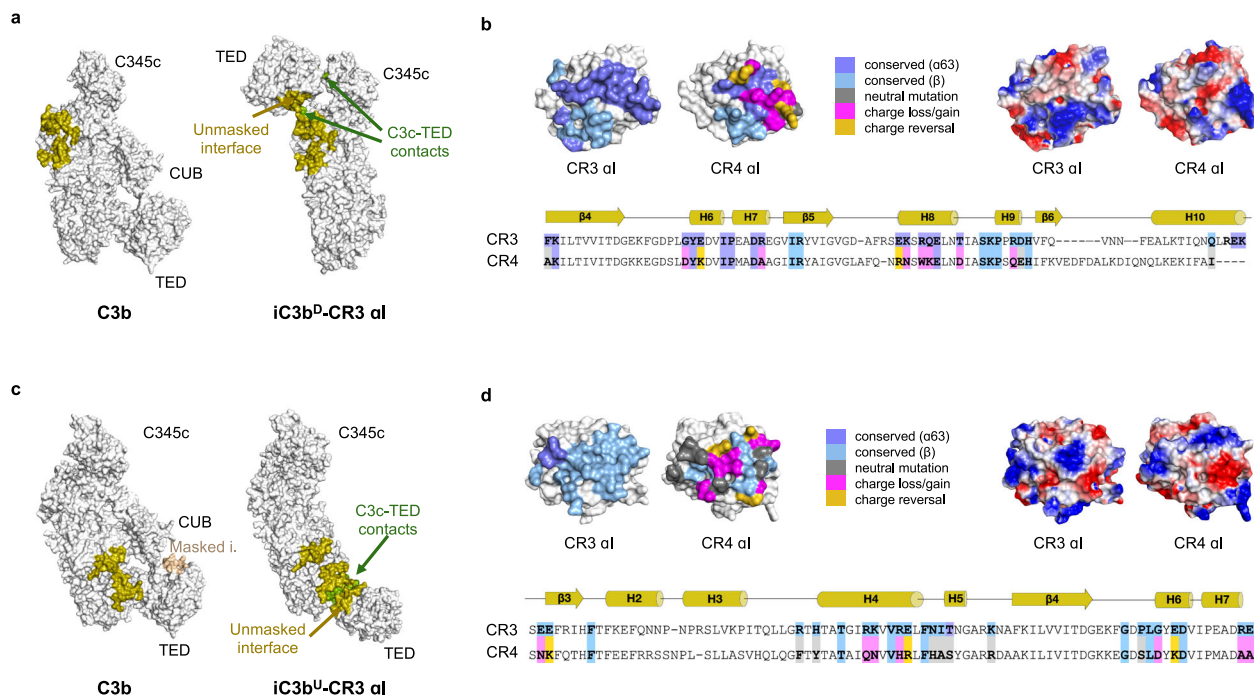 a
C345c
CUB
TED
C3b
TED
C345c
Unmasked
interface
C3c-TED
contacts
iC3bᴰ-CR3 αI
b
CR3 αI
CR4 αI
conserved (α63)
conserved (β)
neutral mutation
charge loss/gain
charge reversal
CR3 αI
CR4 αI
β4 H6 H7 β5 H8 H9 β6 H10
CR3 FKILTVVITDGEKFGDPLGYEDVIPEADREGVIRYVIGVGD-AFRSEKSRQELNTIASKPPRDHVFQ-----VNN--FEALKTIQNQLREK
CR4 AKILTVITDGKKEGDSLDYKDVIPMADAAGIIRYAIGVGLAFQ-NRNSWKELNDIASKPSQEHIFKVEDFDALKDIQNQLKEKIFAI----
c
C345c
CUB
Masked i.
TED
C3b
C345c
C3c-TED
contacts
Unmasked
interface
TED
iC3bᵁ-CR3 αI
d
CR3 αI
CR4 αI
conserved (α63)
conserved (β)
neutral mutation
charge loss/gain
charge reversal
CR3 αI
CR4 αI
β3 H2 H3 H4 H5 β4 H6 H7
CR3 SEEFRIHFTFKEFQNNP-NPRSLVKPITQLLGRTHTATGIRKVVRELFNITNGARKNAFKILVVITDGEKFGDPLGYEDVIPEADRE
CR4 SNKFQTHFTFEEFRRSSNPL-SLLASVHQLQGFTYTATAIQNVVHRLFHASYGARRDAAKILIVITDGKKEGDSLDYKDVIPMADAA